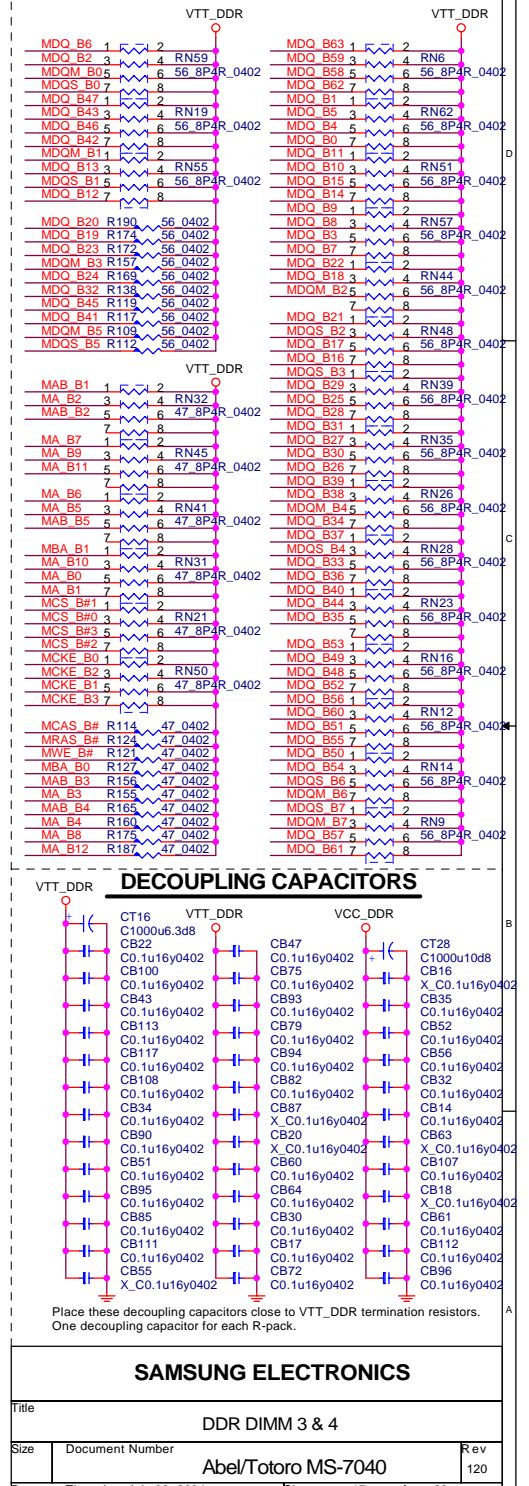 VTT_DDR
MDQ_B6 1 2
MDQ_B2 3 4 RN59
MDQM_B0 5 6 56_8P4R_0402
MDQS_B0 7 8
MDQ_B47 1 2
MDQ_B43 3 4 RN19
MDQ_B46 5 6 56_8P4R_0402
MDQ_B42 7 8
MDQM_B1 1 2
MDQ_B13 3 4 RN55
MDQS_B1 5 6 56_8P4R_0402
MDQ_B12 7 8
MDQ_B20 R190 56_0402
MDQ_B19 R174 56_0402
MDQ_B23 R172 56_0402
MDQM_B3 R157 56_0402
MDQ_B24 R169 56_0402
MDQ_B32 R138 56_0402
MDQ_B45 R119 56_0402
MDQ_B41 R117 56_0402
MDQM_B5 R109 56_0402
MDQS_B5 R112 56_0402
VTT_DDR
MAB_B1 1 2
MA_B2 3 4 RN32
MAB_B2 5 6 47_8P4R_0402
7 8
MA_B7 1 2
MA_B9 3 4 RN45
MA_B11 5 6 47_8P4R_0402
7 8
MA_B6 1 2
MA_B5 3 4 RN41
MAB_B5 5 6 47_8P4R_0402
7 8
MBA_B1 1 2
MA_B10 3 4 RN31
MA_B0 5 6 47_8P4R_0402
MA_B1 7 8
MCS_B#1 1 2
MCS_B#0 3 4 RN21
MCS_B#3 5 6 47_8P4R_0402
MCS_B#2 7 8
MCKE_B0 1 2
MCKE_B2 3 4 RN50
MCKE_B1 5 6 47_8P4R_0402
MCKE_B3 7 8
MCAS_B# R114 47_0402
MRAS_B# R124 47_0402
MWE_B# R121 47_0402
MBA_B0 R127 47_0402
MAB_B3 R156 47_0402
MA_B3 R155 47_0402
MAB_B4 R165 47_0402
MA_B4 R160 47_0402
MA_B8 R175 47_0402
MA_B12 R187 47_0402
VTT_DDR
MDQ_B63 1 2
MDQ_B59 3 4 RN6
MDQ_B58 5 6 56_8P4R_0402
MDQ_B62 7 8
MDQ_B1 1 2
MDQ_B5 3 4 RN62
MDQ_B4 5 6 56_8P4R_0402
MDQ_B0 7 8
MDQ_B11 1 2
MDQ_B10 3 4 RN51
MDQ_B15 5 6 56_8P4R_0402
MDQ_B14 7 8
MDQ_B9 1 2
MDQ_B8 3 4 RN57
MDQ_B3 5 6 56_8P4R_0402
MDQ_B7 7 8
MDQ_B22 1 2
MDQ_B18 3 4 RN44
MDQM_B2 5 6 56_8P4R_0402
7 8
MDQ_B21 1 2
MDQS_B2 3 4 RN48
MDQ_B17 5 6 56_8P4R_0402
MDQ_B16 7 8
MDQS_B3 1 2
MDQ_B29 3 4 RN39
MDQ_B25 5 6 56_8P4R_0402
MDQ_B28 7 8
MDQ_B31 1 2
MDQ_B27 3 4 RN35
MDQ_B30 5 6 56_8P4R_0402
MDQ_B26 7 8
MDQ_B39 1 2
MDQ_B38 3 4 RN26
MDQM_B4 5 6 56_8P4R_0402
MDQ_B34 7 8
MDQ_B37 1 2
MDQS_B4 3 4 RN28
MDQ_B33 5 6 56_8P4R_0402
MDQ_B36 7 8
MDQ_B40 1 2
MDQ_B44 3 4 RN23
MDQ_B35 5 6 56_8P4R_0402
7 8
MDQ_B53 1 2
MDQ_B49 3 4 RN16
MDQ_B48 5 6 56_8P4R_0402
MDQ_B52 7 8
MDQ_B56 1 2
MDQ_B60 3 4 RN12
MDQ_B51 5 6 56_8P4R_0402
MDQ_B55 7 8
MDQ_B50 1 2
MDQ_B54 3 4 RN14
MDQS_B6 5 6 56_8P4R_0402
MDQM_B6 7 8
MDQS_B7 1 2
MDQM_B7 3 4 RN9
MDQ_B57 5 6 56_8P4R_0402
MDQ_B61 7 8
D
C
B
A
DECOUPLING CAPACITORS
VTT_DDR
+
CT16
C1000u6.3d8
CB22
C0.1u16y0402
CB100
C0.1u16y0402
CB43
C0.1u16y0402
CB113
C0.1u16y0402
CB117
C0.1u16y0402
CB108
C0.1u16y0402
CB34
C0.1u16y0402
CB90
C0.1u16y0402
CB51
C0.1u16y0402
CB95
C0.1u16y0402
CB85
C0.1u16y0402
CB111
C0.1u16y0402
CB55
X_C0.1u16y0402
VTT_DDR
CB47
C0.1u16y0402
CB75
C0.1u16y0402
CB93
C0.1u16y0402
CB79
C0.1u16y0402
CB94
C0.1u16y0402
CB82
C0.1u16y0402
CB87
X_C0.1u16y0402
CB20
X_C0.1u16y0402
CB60
C0.1u16y0402
CB64
C0.1u16y0402
CB30
C0.1u16y0402
CB17
C0.1u16y0402
CB72
C0.1u16y0402
VCC_DDR
+
CT28
C1000u10d8
CB16
X_C0.1u16y0402
CB35
C0.1u16y0402
CB52
C0.1u16y0402
CB56
C0.1u16y0402
CB32
C0.1u16y0402
CB14
C0.1u16y0402
CB63
X_C0.1u16y0402
CB107
C0.1u16y0402
CB18
X_C0.1u16y0402
CB61
C0.1u16y0402
CB112
C0.1u16y0402
CB96
C0.1u16y0402
Place these decoupling capacitors close to VTT_DDR termination resistors.
One decoupling capacitor for each R-pack.
SAMSUNG ELECTRONICS
Title
DDR DIMM 3 & 4
Size
Document Number
Rev
Abel/Totoro MS-7040
120